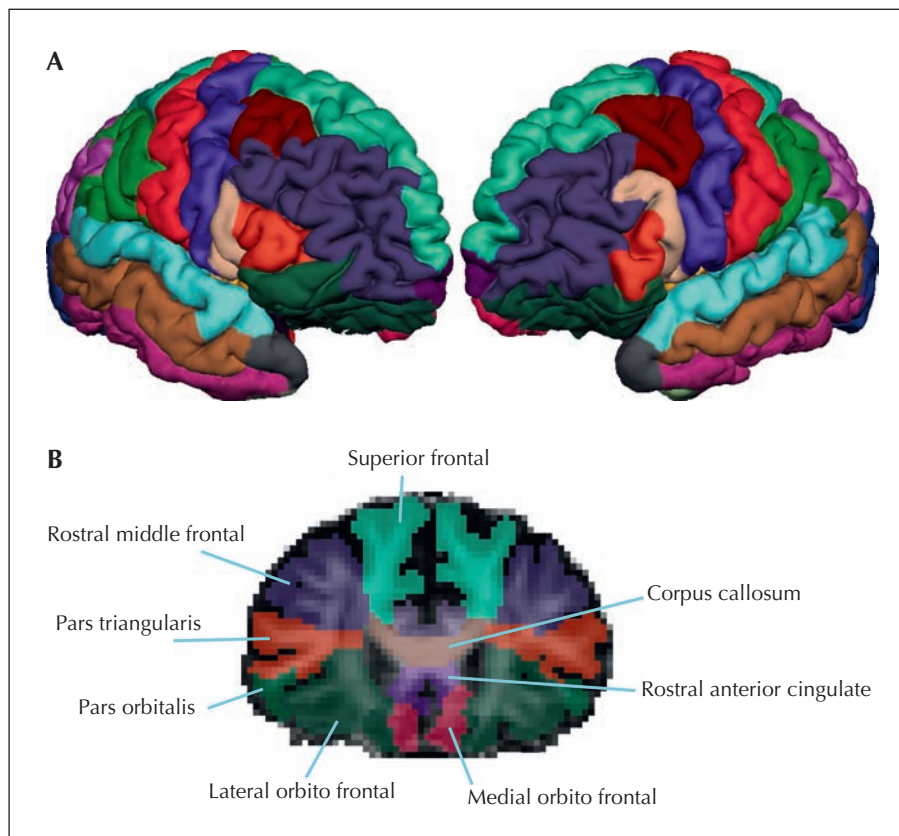 A
B
Superior frontal
Rostral middle frontal
Corpus callosum
Pars triangularis
Rostral anterior cingulate
Pars orbitalis
Lateral orbito frontal
Medial orbito frontal